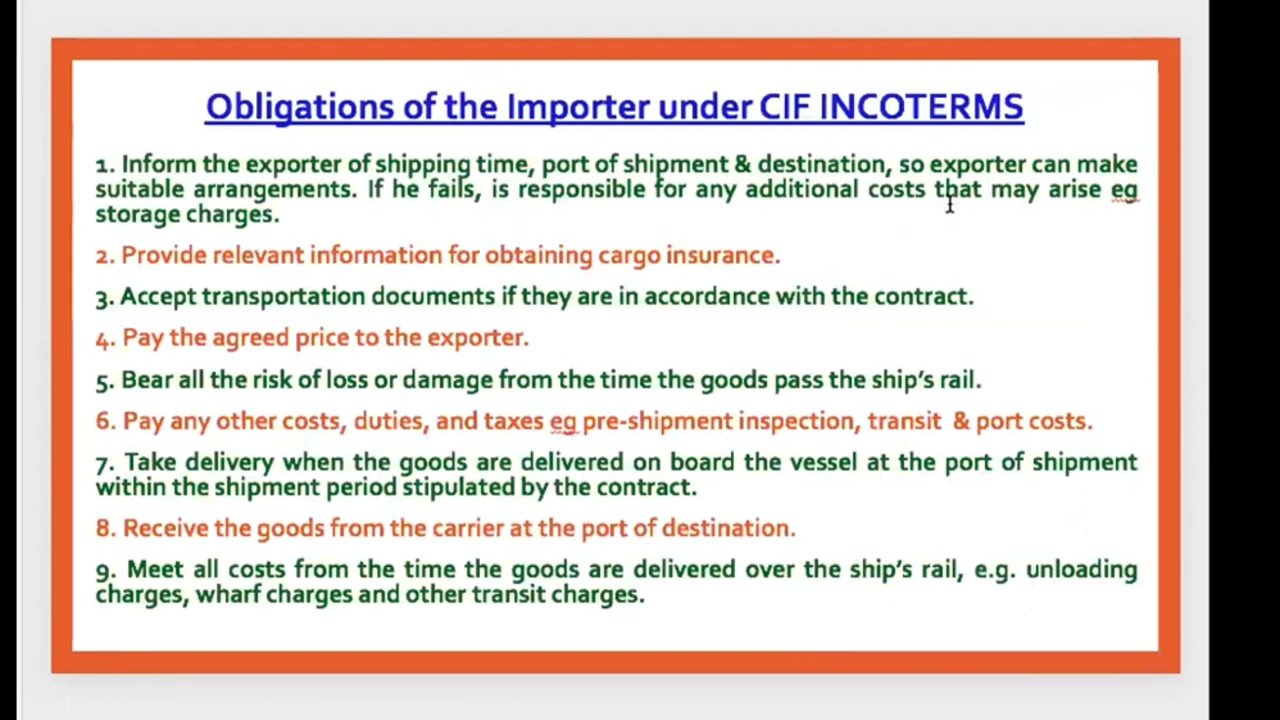 Obligations of the Importer under CIF INCOTERMS
1. Inform the exporter of shipping time, port of shipment & destination, so exporter can make
suitable arrangements. If he fails, is responsible for any additional costs that may arise eg
storage charges.
2. Provide relevant information for obtaining cargo insurance.
3. Accept transportation documents if they are in accordance with the contract.
4. Pay the agreed price to the exporter.
5. Bear all the risk of loss or damage from the time the goods pass the ship's rail.
6. Pay any other costs, duties, and taxes eg pre-shipment inspection, transit & port costs.
7. Take delivery when the goods are delivered on board the vessel at the port of shipment
within the shipment period stipulated by the contract.
8. Receive the goods from the carrier at the port of destination.
9. Meet all costs from the time the goods are delivered over the ship's rail, e.g. unloading
charges, wharf charges and other transit charges.